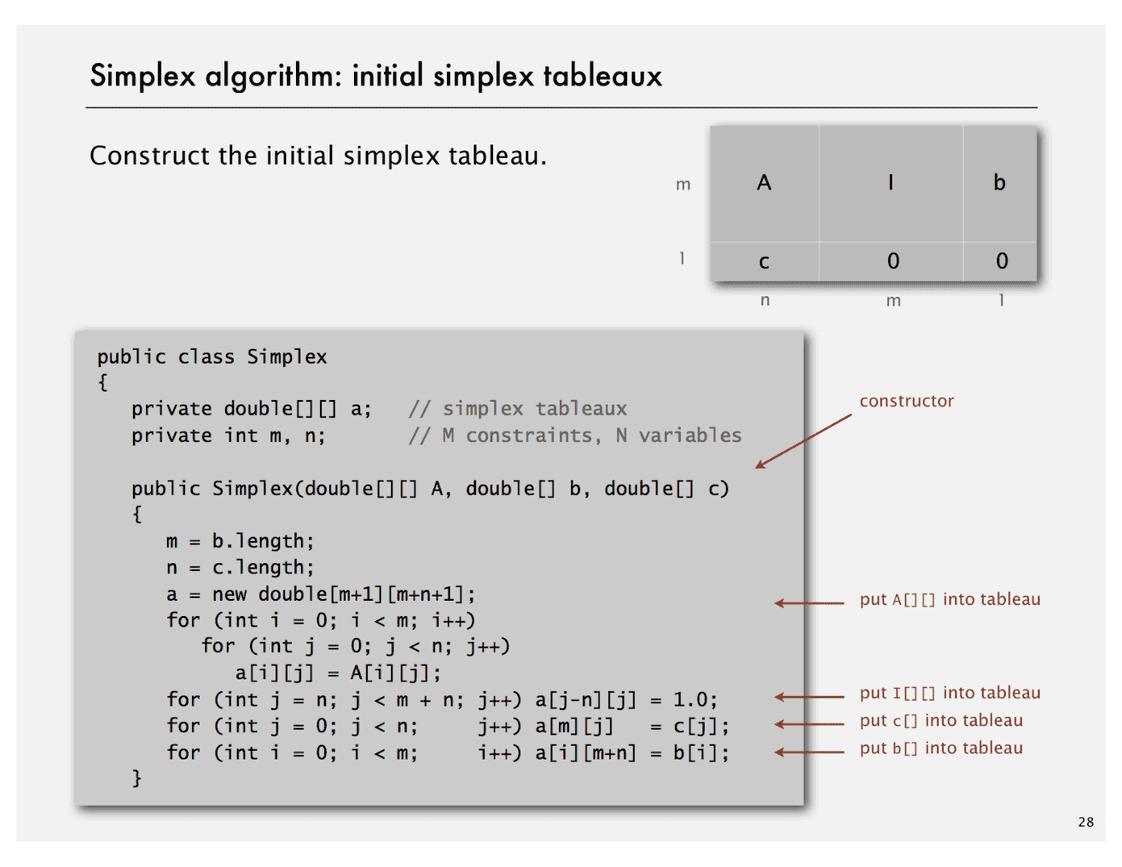 Simplex algorithm: initial simplex tableaux
Construct the initial simplex tableau.
m A I b
1 c 0 0
n m 1
public class Simplex
{
private double[][] a; // simplex tableaux
private int m, n; // M constraints, N variables
constructor
public Simplex(double[][] A, double[] b, double[] c)
{
m = b.length;
n = c.length;
a = new double[m+1][m+n+1];
put A[][] into tableau
for (int i = 0; i < m; i++)
for (int j = 0; j < n; j++)
a[i][j] = A[i][j];
for (int j = n; j < m + n; j++) a[j-n][j] = 1.0;
put I[][] into tableau
for (int j = 0; j < n; j++) a[m][j] = c[j];
put c[] into tableau
for (int i = 0; i < m; i++) a[i][m+n] = b[i];
put b[] into tableau
}
28